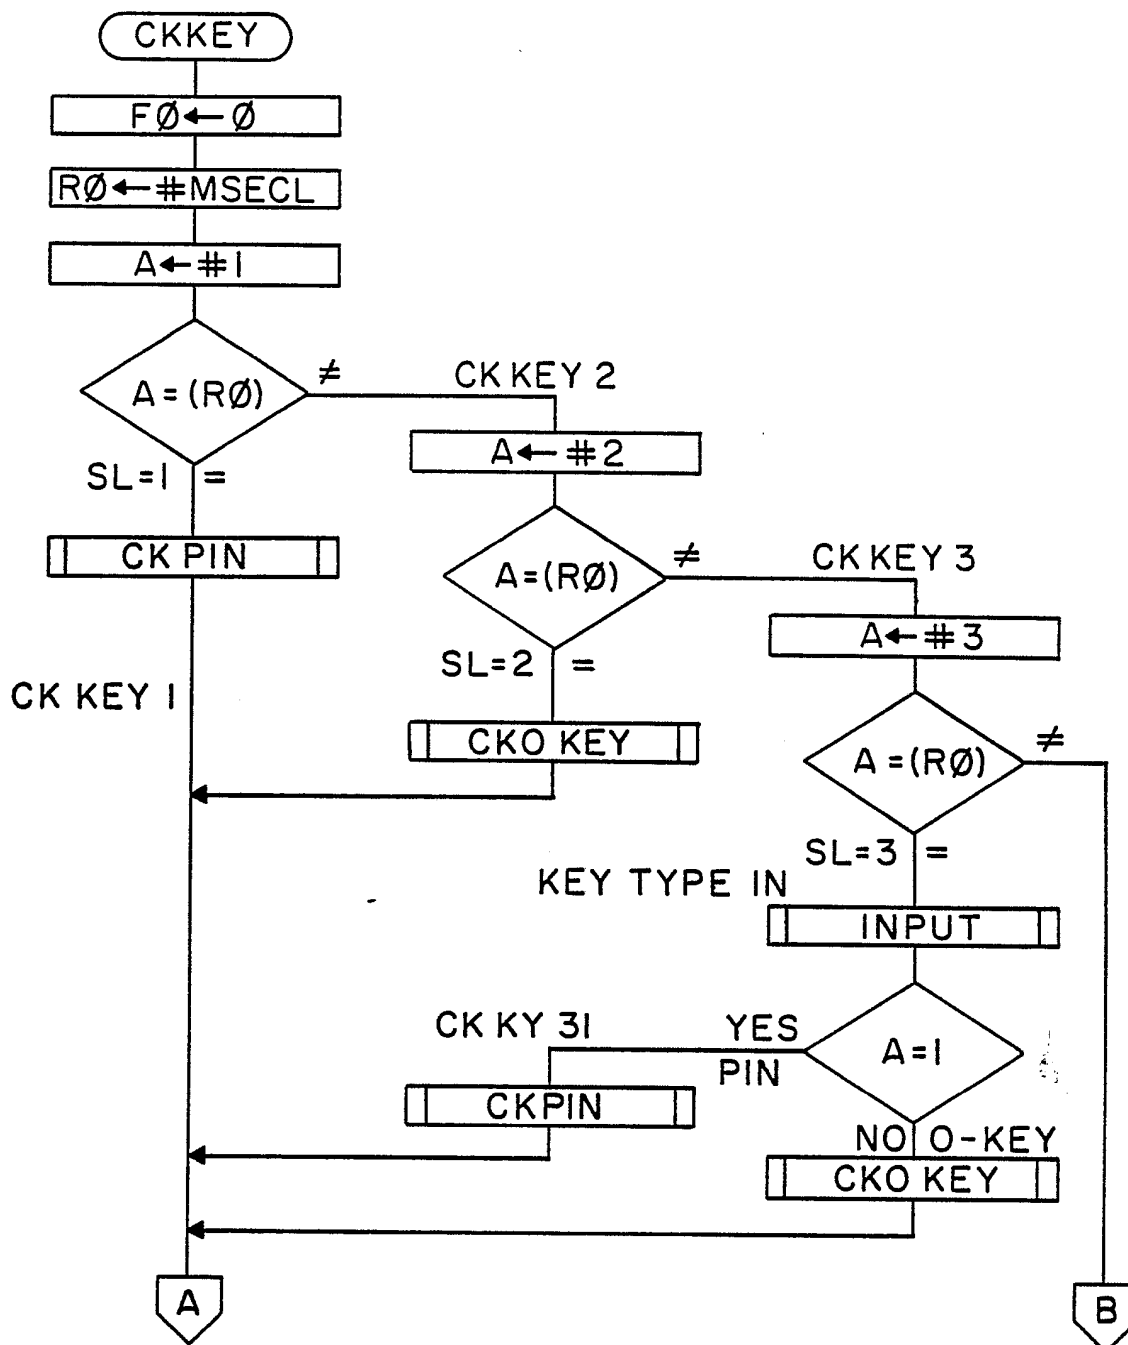 CKKEY
FØ←Ø
RØ←#MSECL
A←#1
A=(RØ)
≠
CK KEY 2
SL=1 =
A←#2
CK PIN
A=(RØ)
≠
CK KEY 3
A←#3
SL=2 =
CK KEY 1
CKO KEY
A=(RØ)
≠
SL=3 =
KEY TYPE IN
INPUT
CK KY 31
YES
A=1
PIN
CKPIN
NO O-KEY
CKO KEY
A
B